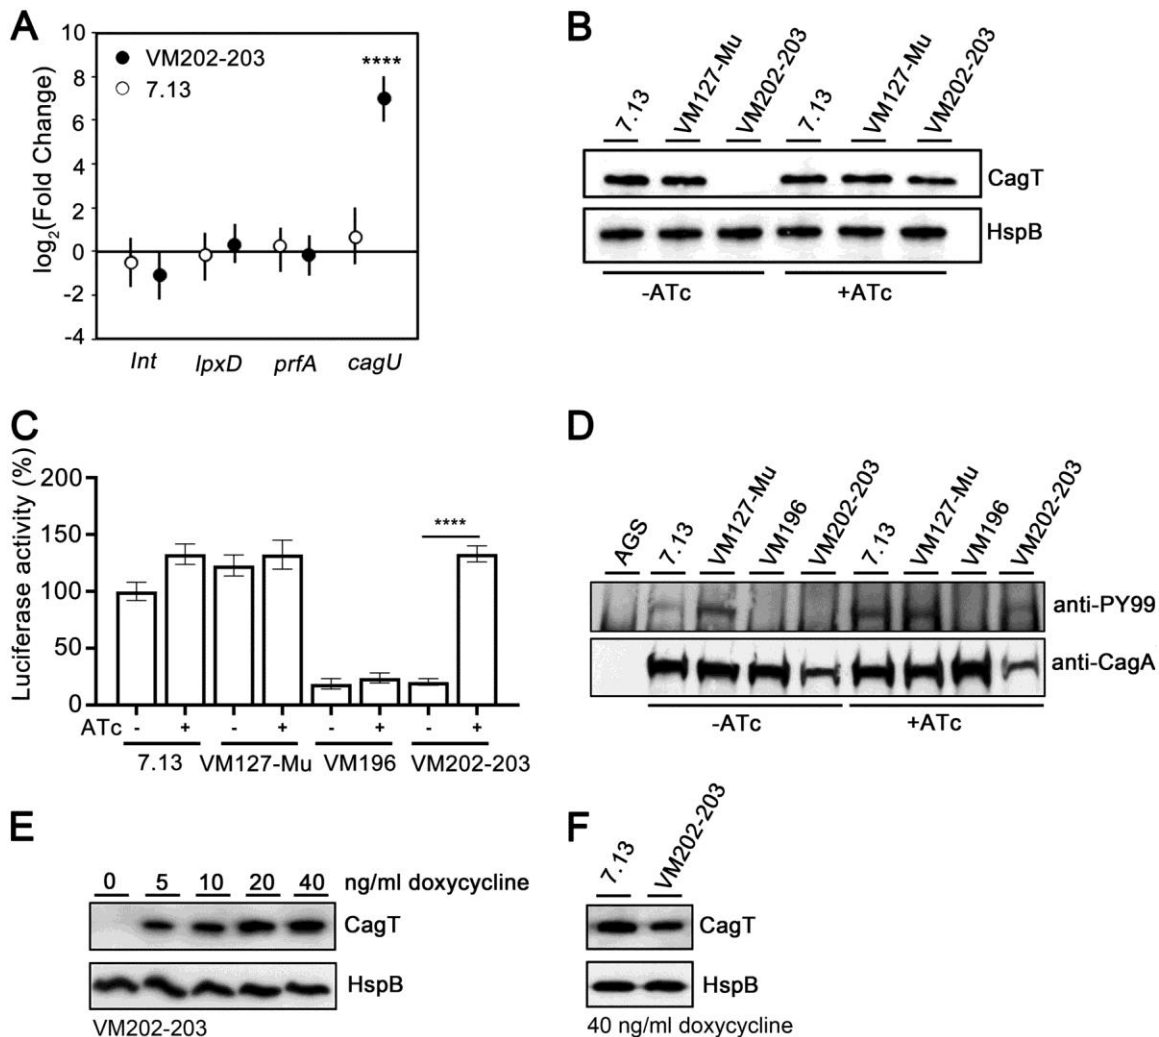 A
10
8
6
4
2
0
-2
-4
log2(Fold Change)
VM202-203
7.13
****
Int lpxD prfA cagU
B
7.13 VM127-Mu VM202-203 7.13 VM127-Mu VM202-203
CagT
HspB
-ATc +ATc
C
Luciferase activity (%)
200
150
100
50
0
****
ATc - + - + - + - +
7.13 VM127-Mu VM196 VM202-203
D
AGS 7.13 VM127-Mu VM196 VM202-203 7.13 VM127-Mu VM196 VM202-203
anti-PY99
anti-CagA
-ATc +ATc
E
0 5 10 20 40 ng/ml doxycycline
CagT
HspB
VM202-203
F
7.13 VM202-203
CagT
HspB
40 ng/ml doxycycline